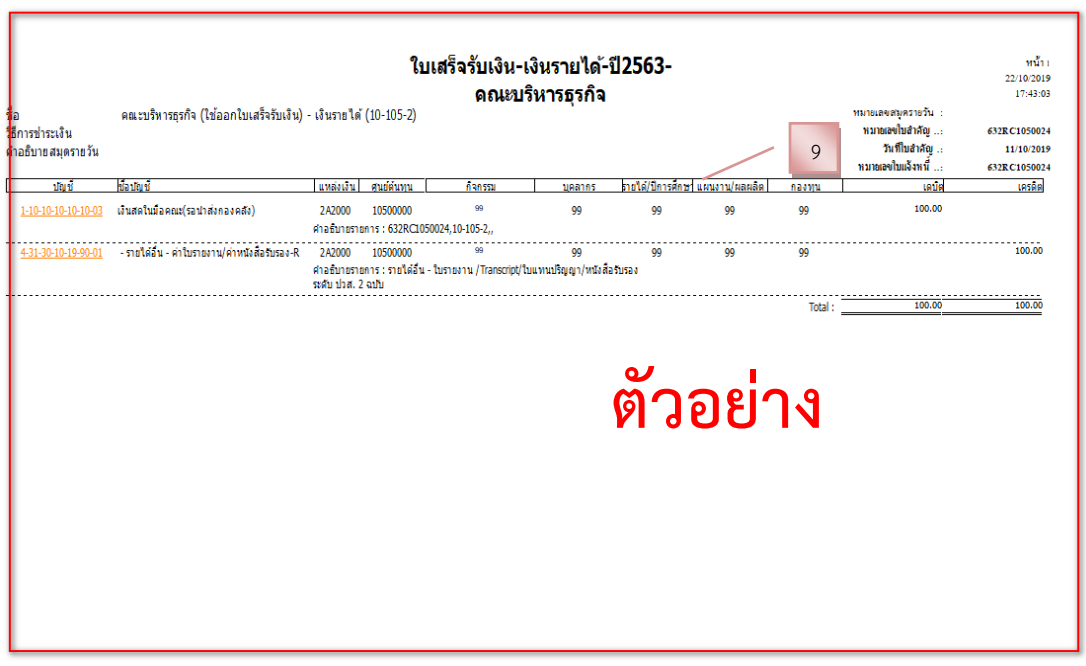 ใบเสร็จรับเงิน-เงินรายได้-ปี2563-
คณะบริหารธุรกิจ
หน้า 1
22/10/2019
17:43:03
ชื่อ คณะบริหารธุรกิจ (ใช้ออกใบเสร็จรับเงิน) - เงินรายได้ (10-105-2)
วิธีการชำระเงิน
คำอธิบายสมุดรายวัน
หมายเลขสมุดรายวัน :
หมายเลขใบสำคัญ ..: 632RC1050024
วันที่ใบสำคัญ .: 11/10/2019
หมายเลขใบแจ้งหนี้ ..: 632RC1050024
9
บัญชี ชื่อบัญชี แหล่งเงิน ศูนย์ต้นทุน กิจกรรม บุคลากร รายได้/ปีการศึกษา แผนงาน/ผลผลิต กองทุน เดบิต เครดิต
1-10-10-10-10-10-03 เงินสดในมือคณะ(รอนำส่งกองคลัง) 2A2000 10500000 99 99 99 99 99 100.00
คำอธิบายรายการ : 632RC1050024,10-105-2,,
4-31-30-10-19-90-01 - รายได้อื่น - ค่าใบรายงาน/ค่าหนังสือรับรอง-R 2A2000 10500000 99 99 99 99 99 100.00
คำอธิบายรายการ : รายได้อื่น - ใบรายงาน /Transcript/ใบแทนปริญญา/หนังสือรับรอง
ระดับ ปวส. 2 ฉบับ
Total : 100.00 100.00
ตัวอย่าง